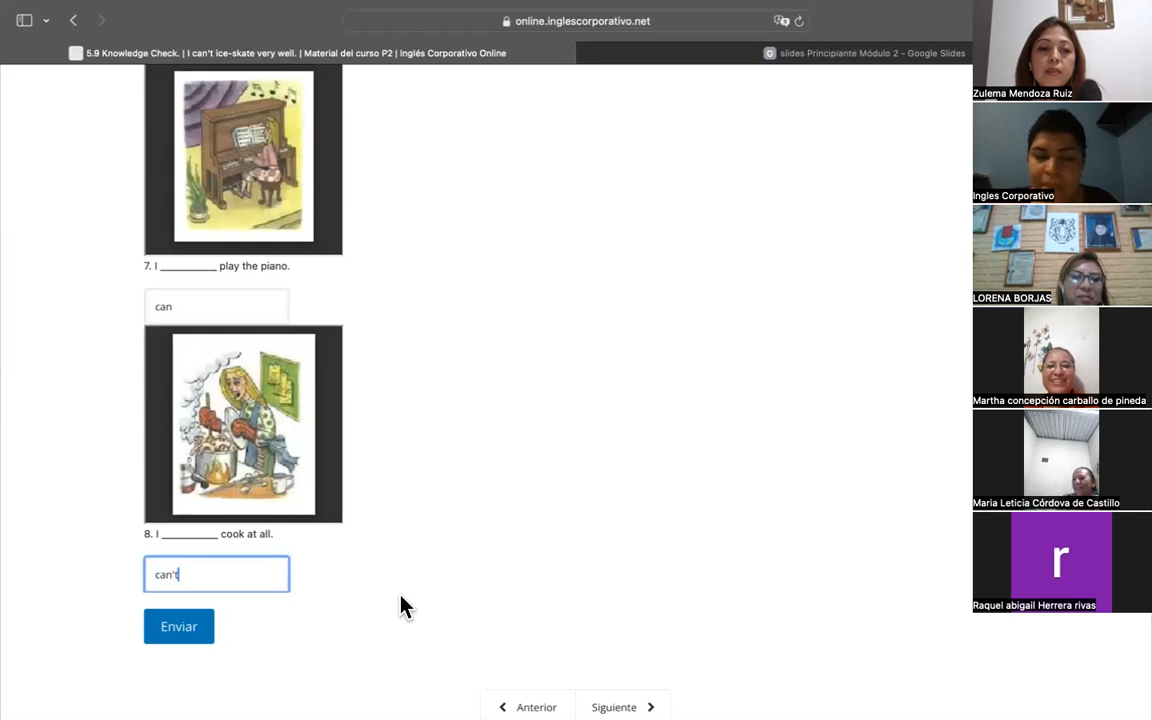 online.inglescorporativo.net
5.9 Knowledge Check. | I can't ice-skate very well. | Material del curso P2 | Inglés Corporativo Online
slides Principiante Módulo 2 - Google Slides
7. I __________ play the piano.
can
8. I __________ cook at all.
can't
Enviar
Anterior
Siguiente
Zulema Mendoza Ruiz
Ingles Corporativo
LORENA BORJAS
Martha concepción carballo de pineda
Maria Leticia Córdova de Castillo
r
Raquel abigail Herrera rivas